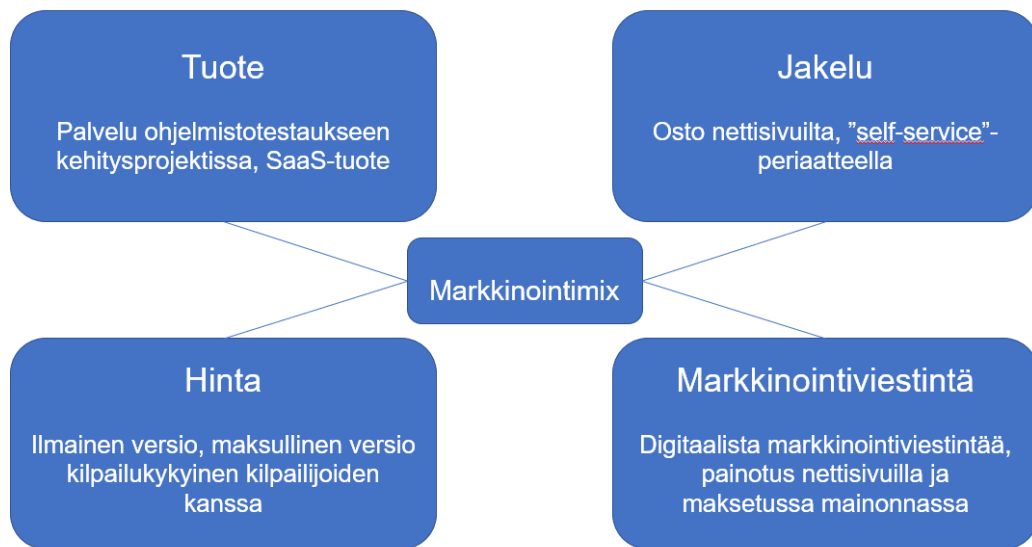 Tuote
Palvelu ohjelmistotestaukseen
kehitysprojektissa, SaaS-tuote
Jakelu
Osto nettisivuilta, ”self-service”-
periaatteella
Markkinointimix
Hinta
Ilmainen versio, maksullinen versio
kilpailukykyinen kilpailijoiden
kanssa
Markkinointiviestintä
Digitaalista markkinointiviestintää,
painotus nettisivuilla ja
maksetussa mainonnassa